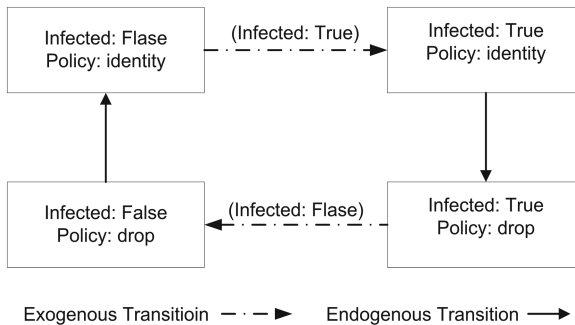 Infected: Flase
Policy: identity
(Infected: True)
Infected: True
Policy: identity
Infected: False
Policy: drop
(Infected: Flase)
Infected: True
Policy: drop
Exogenous Transitioin
Endogenous Transition